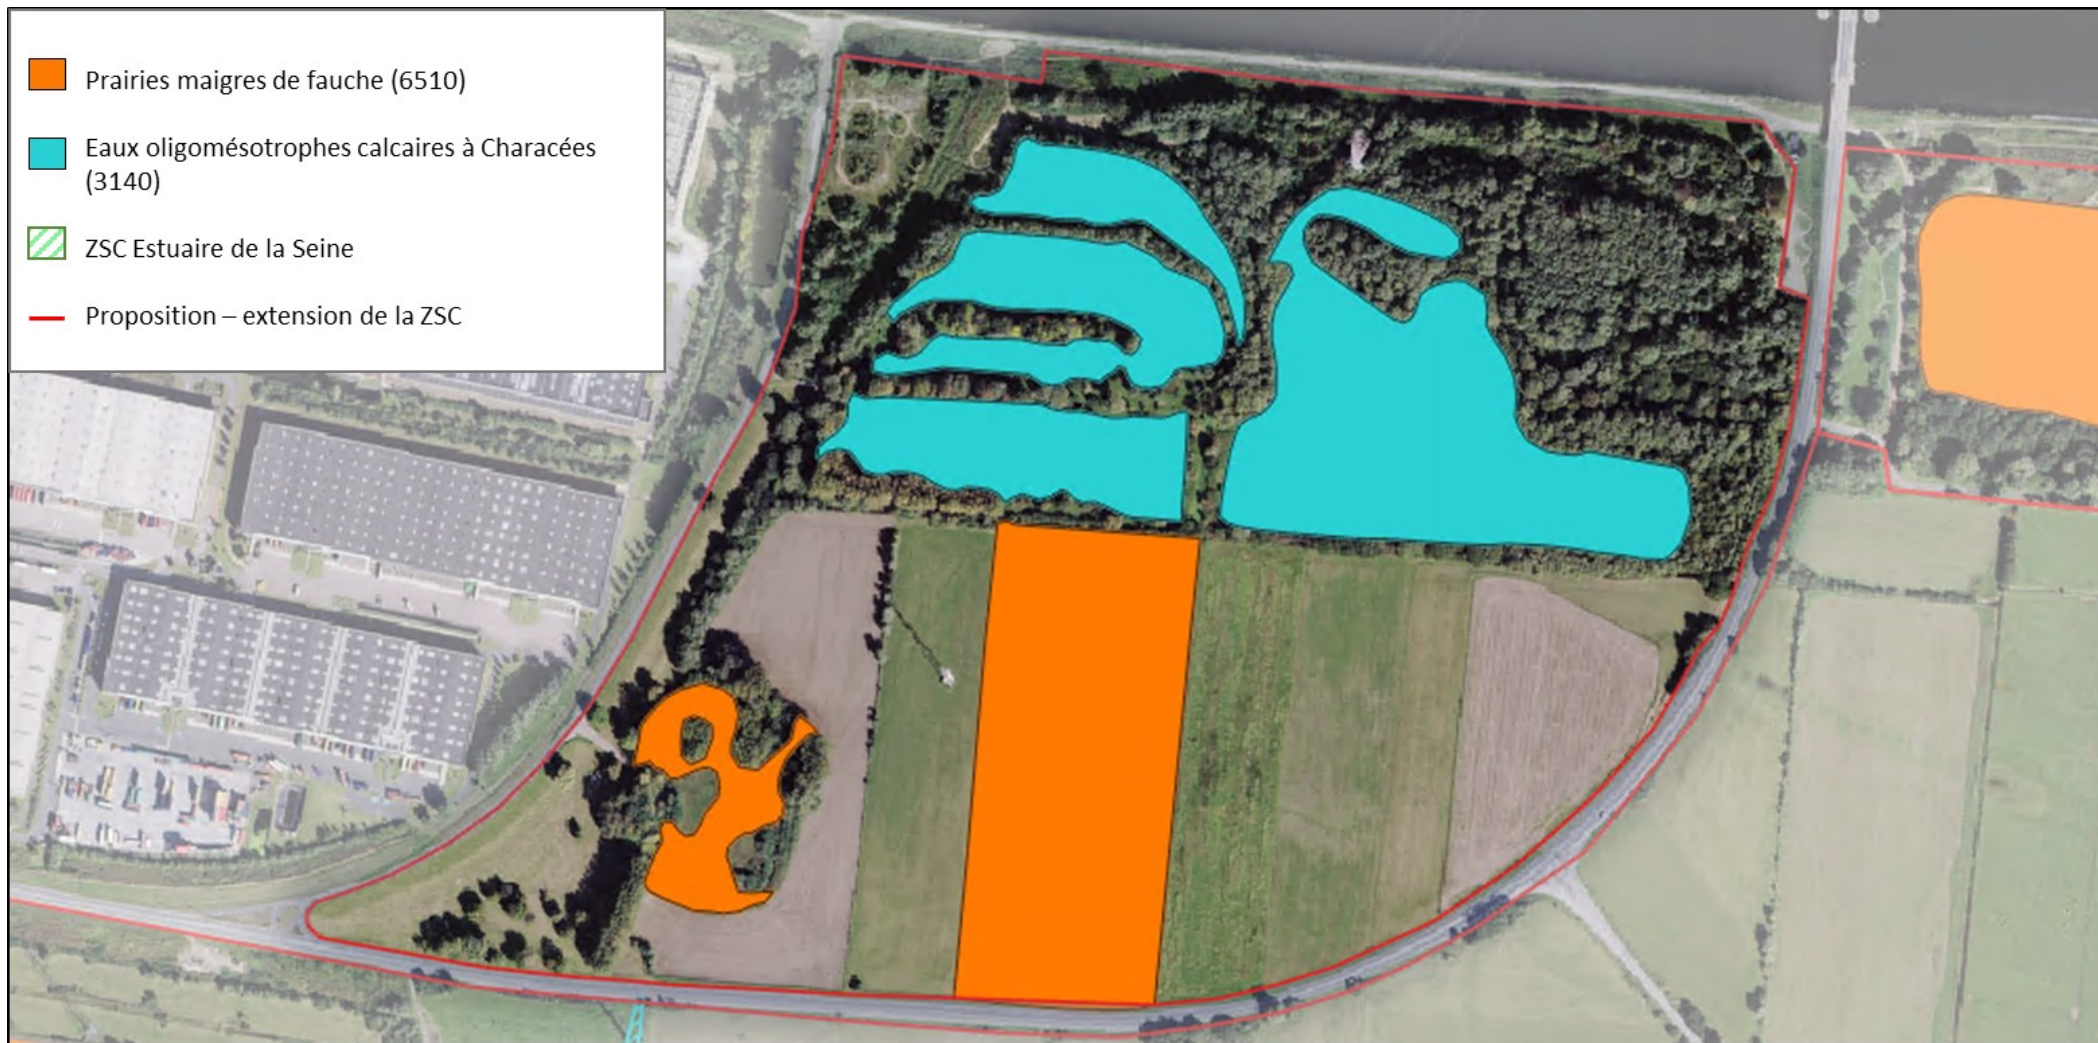 Prairies maigres de fauche (6510)
Eaux oligomésotrophes calcaires à Characées
(3140)
ZSC Estuaire de la Seine
Proposition – extension de la ZSC